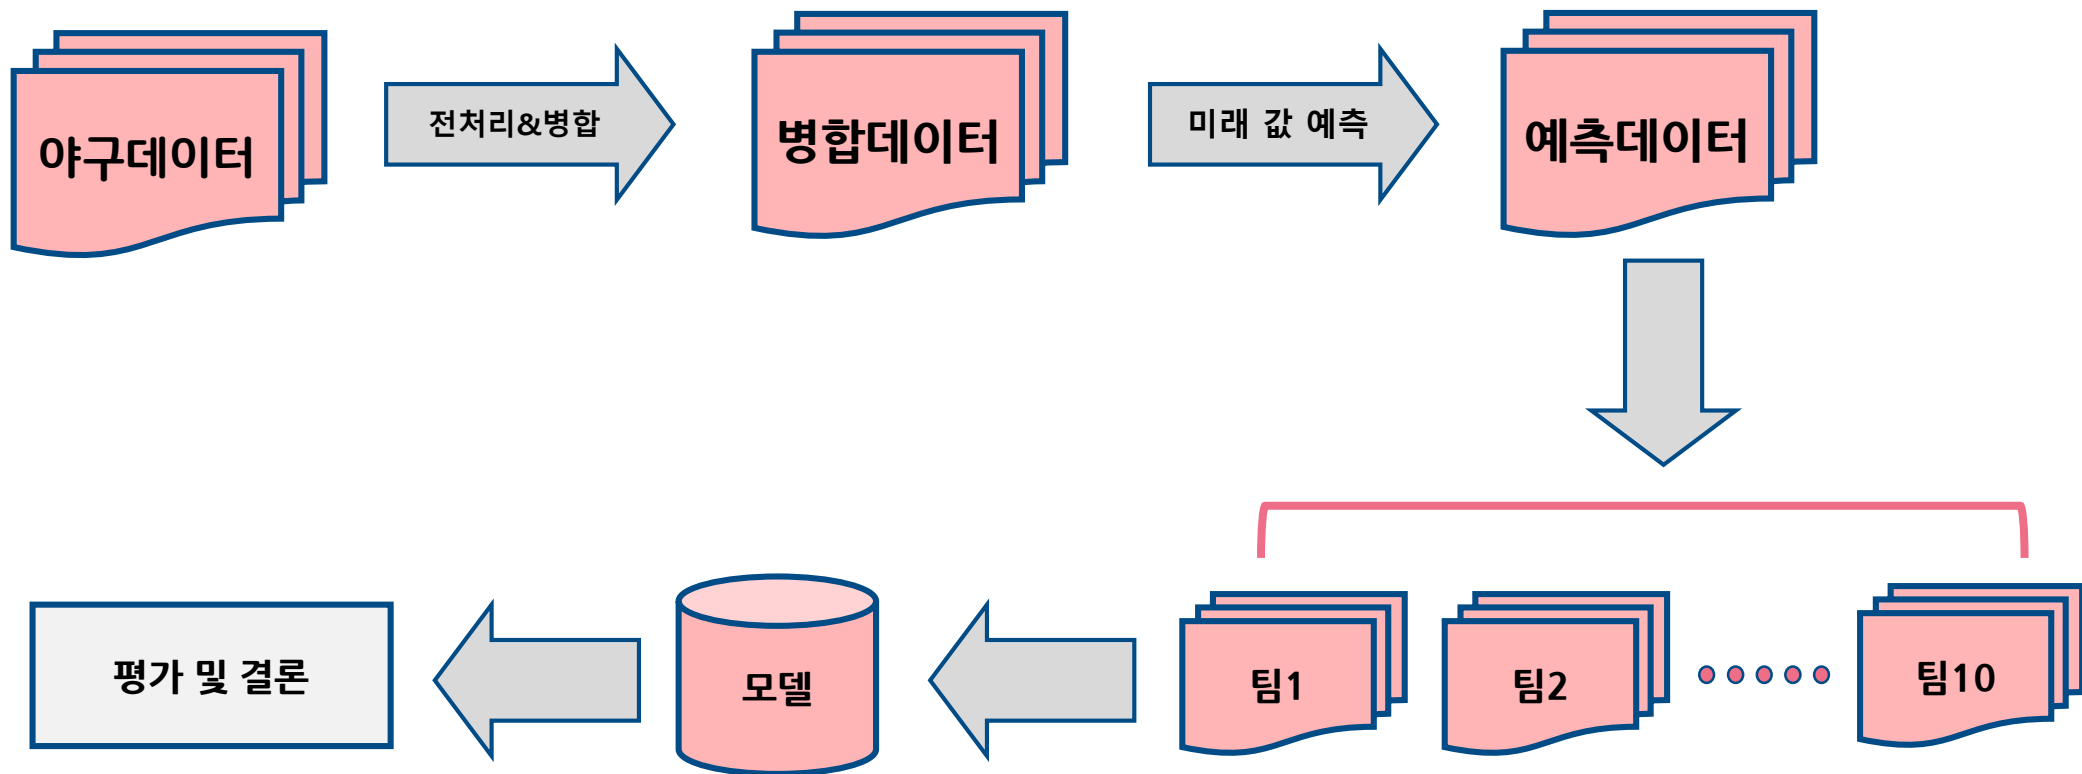 야구데이터
전처리&병합
병합데이터
미래 값 예측
예측데이터
평가 및 결론
모델
팀1
팀2
팀10